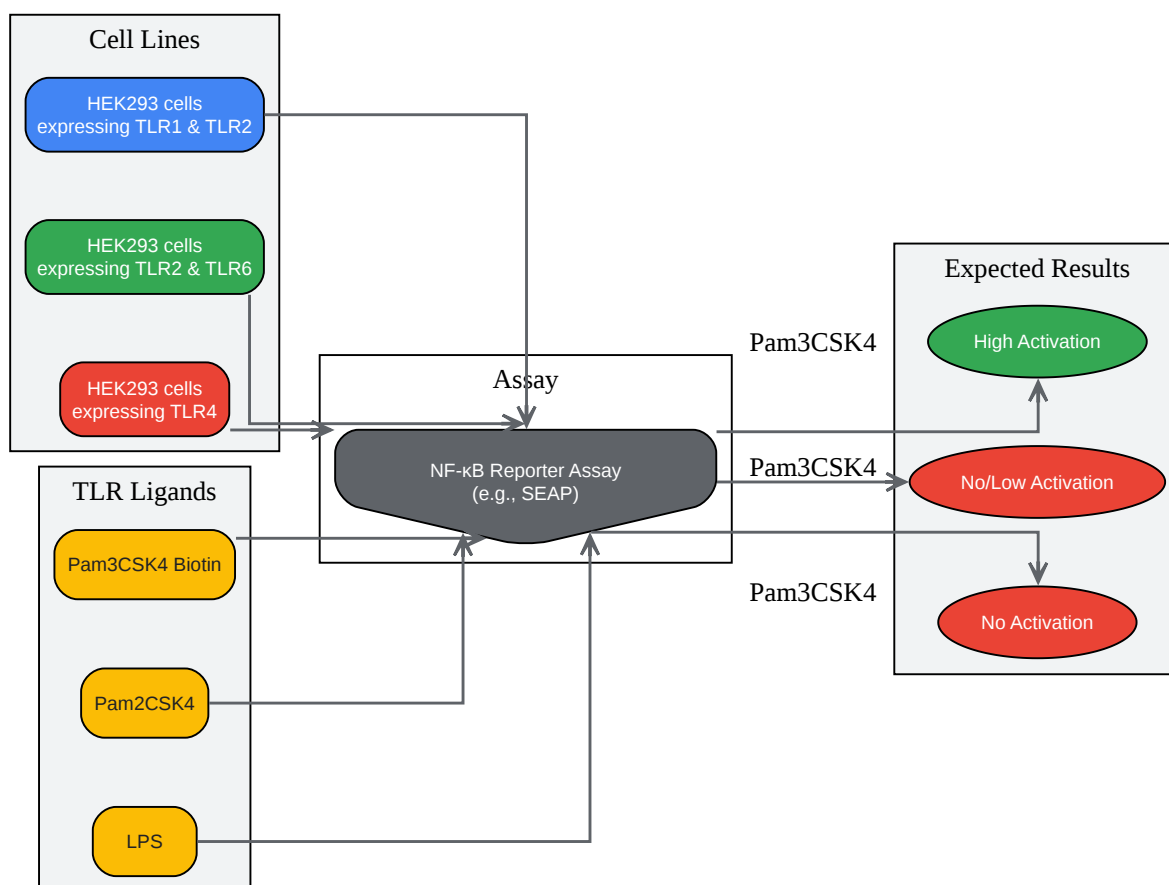 Cell Lines
HEK293 cells
expressing TLR1 & TLR2
HEK293 cells
expressing TLR2 & TLR6
HEK293 cells
expressing TLR4
TLR Ligands
Pam3CSK4 Biotin
Pam2CSK4
LPS
Assay
NF-κB Reporter Assay
(e.g., SEAP)
Pam3CSK4
Pam3CSK4
Pam3CSK4
Expected Results
High Activation
No/Low Activation
No Activation